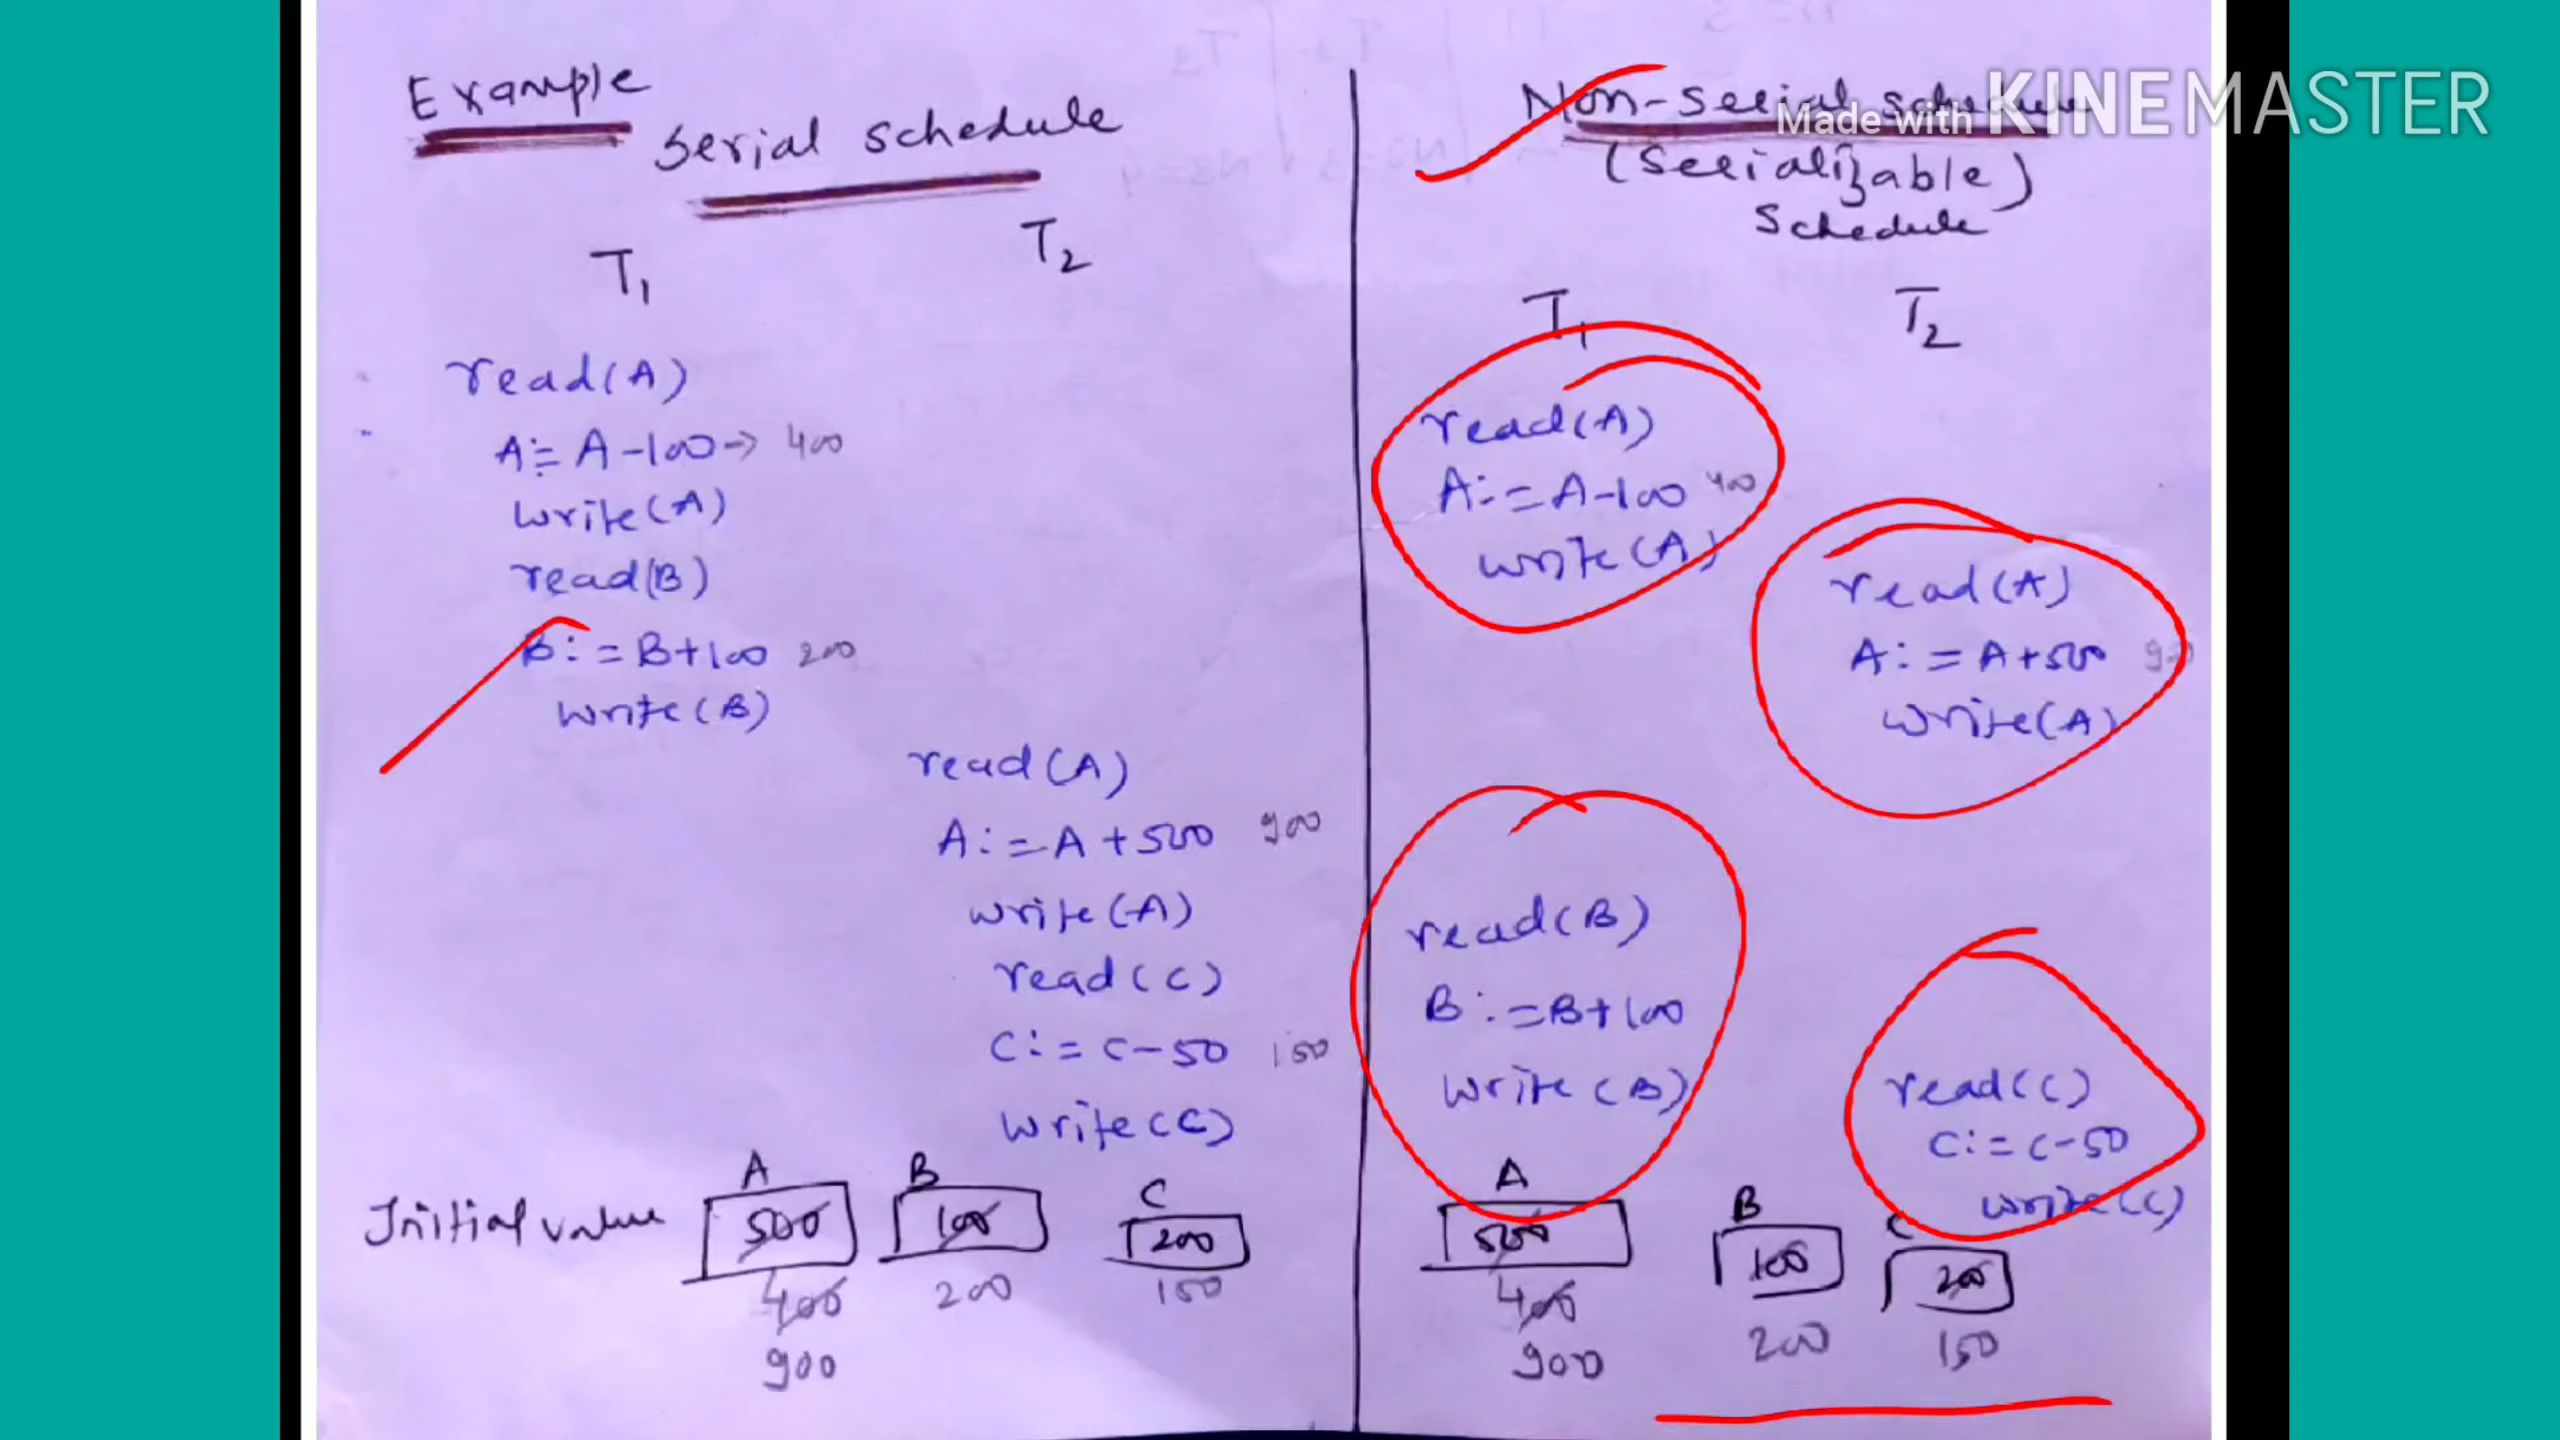 Example
Serial schedule
T1
T2
read(A)
A:= A-100→ 400
write(A)
read(B)
B:= B+100 200
write(B)
read(A)
A:= A+500 900
write(A)
read(C)
C:= C-50 150
write(C)
Initial value
A
500
400
900
B
100
200
C
200
150
Non-serial schedule
(Serializable)
Schedule
Made with KINEMASTER
T1
T2
read(A)
A:= A-100 400
write(A)
read(A)
A:= A+500 900
write(A)
read(B)
B:= B+100
write(B)
read(C)
C:= C-50
write(C)
A
500
400
900
B
100
200
C
200
150